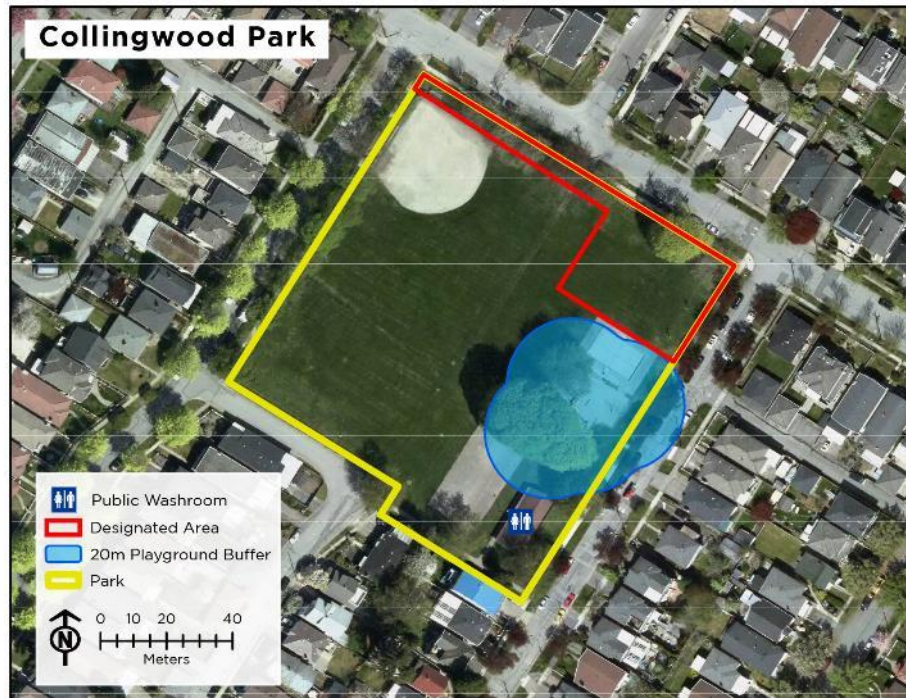 Collingwood Park
Public Washroom
Designated Area
20m Playground Buffer
Park
N
0 10 20 40
Meters